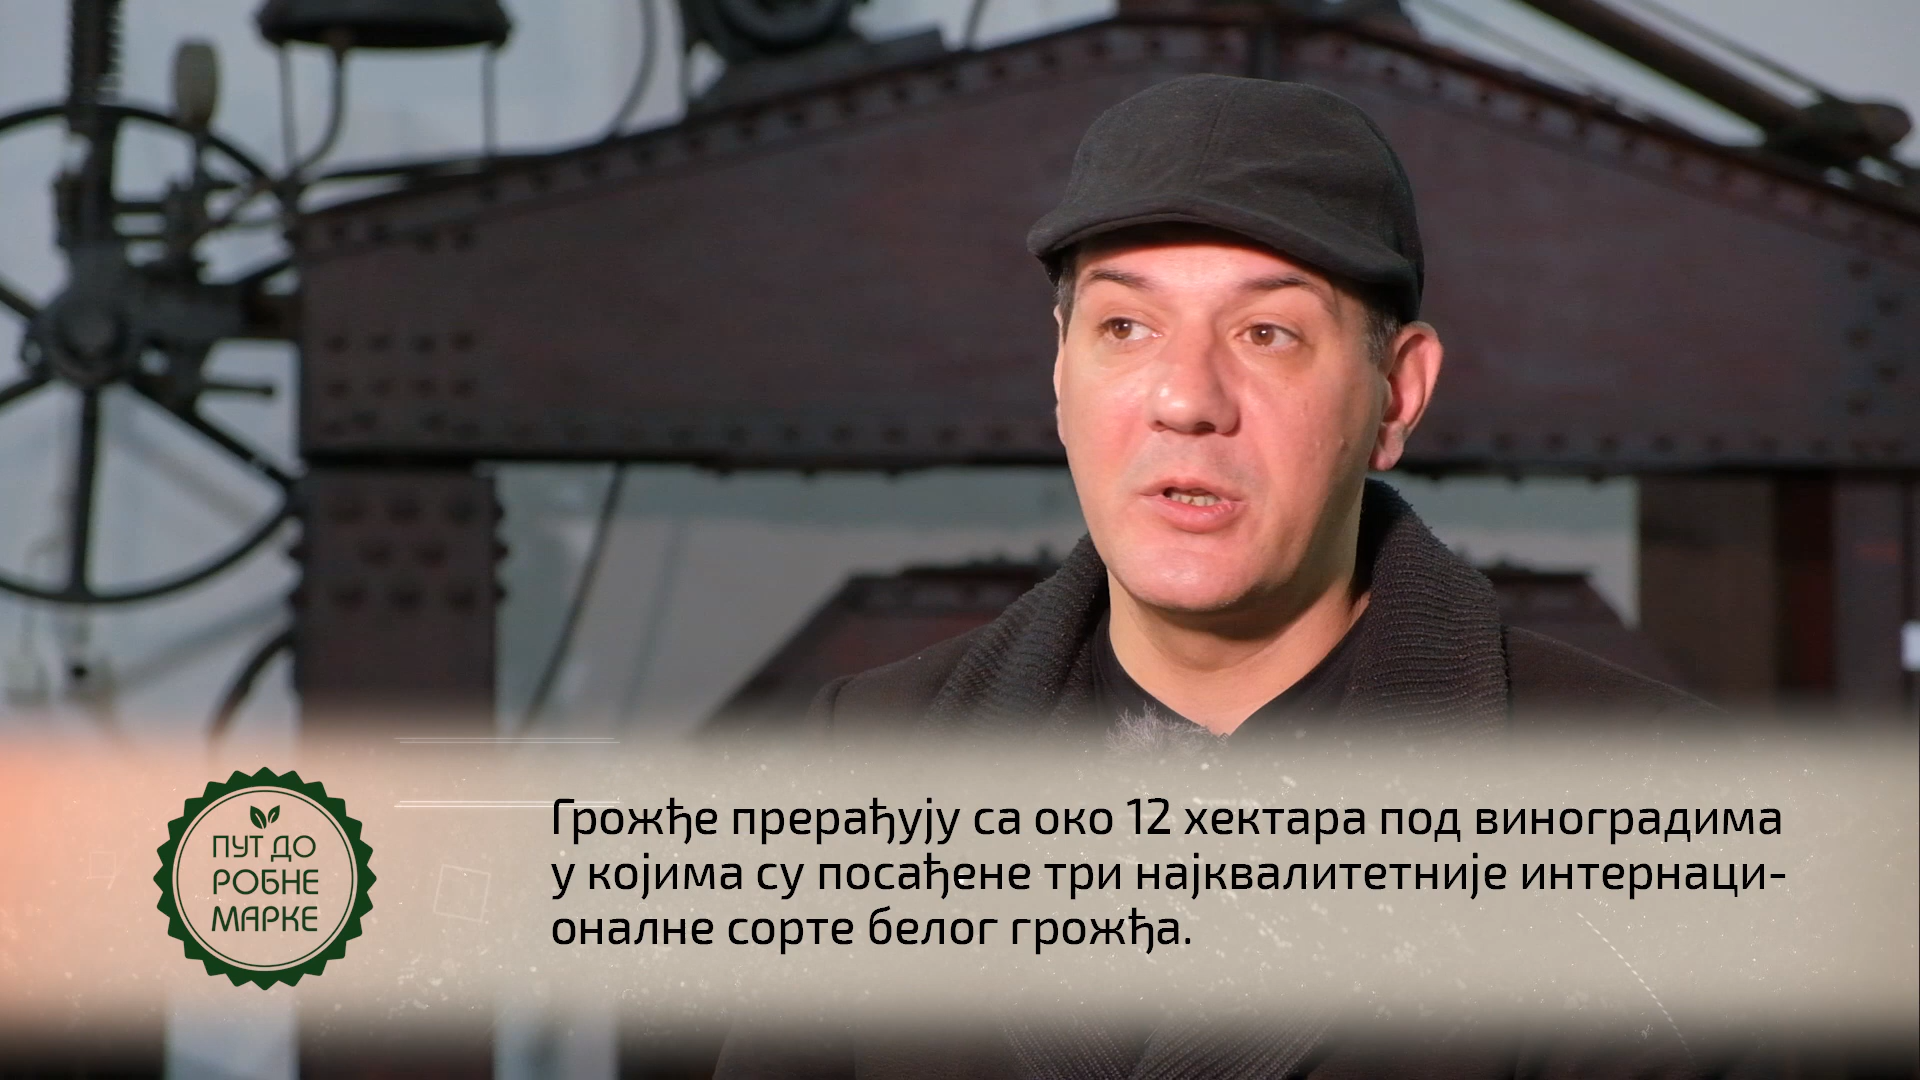 ПУТ ДО
РОБНЕ
МАРКЕ
Грожђе прерађују са око 12 хектара под виноградима
у којима су посађене три најквалитетније интернаци-
оналне сорте белог грожђа.